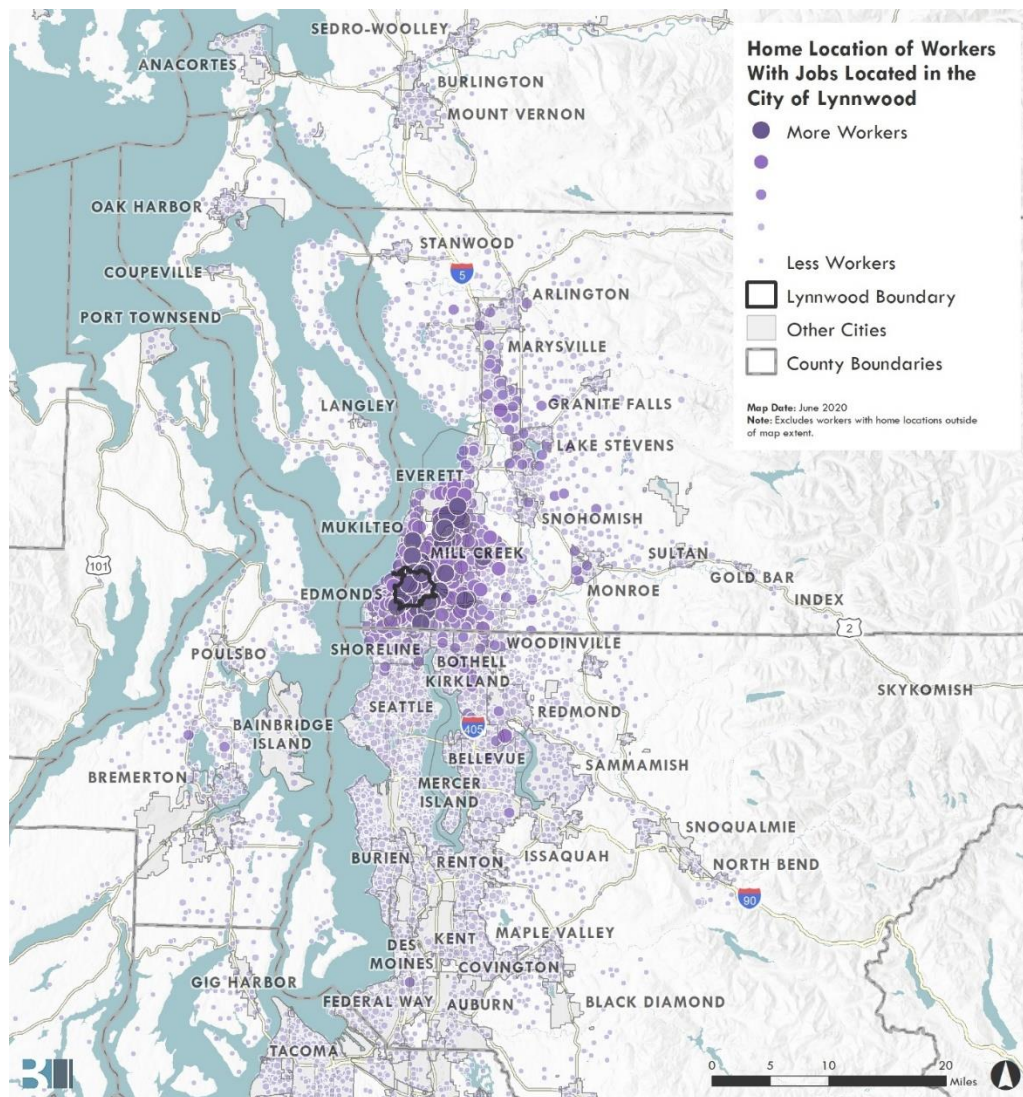 SEDRO-WOOLLEY
ANACORTES
BURLINGTON
MOUNT VERNON
OAK HARBOR
STANWOOD
COUPEVILLE
5
ARLINGTON
PORT TOWNSEND
MARYSVILLE
LANGLEY
GRANITE FALLS
LAKE STEVENS
EVERETT
SNOHOMISH
MUKILTEO
MILL CREEK
SULTAN
101
GOLD BAR
EDMONDS
MONROE
INDEX
2
SHORELINE
WOODINVILLE
POULSBO
BOTHELL
KIRKLAND
SKYKOMISH
SEATTLE
REDMOND
BAINBRIDGE
ISLAND
405
BELLEVUE
SAMMAMISH
BREMERTON
MERCER
ISLAND
SNOQUALMIE
BURIEN
RENTON
ISSAQUAH
NORTH BEND
90
MAPLE VALLEY
KENT
DES
MOINES
COVINGTON
GIG HARBOR
FEDERAL WAY
AUBURN
BLACK DIAMOND
TACOMA
Home Location of Workers
With Jobs Located in the
City of Lynnwood
More Workers
Less Workers
Lynnwood Boundary
Other Cities
County Boundaries
Map Date: June 2020
Note: Excludes workers with home locations outside
of map extent.
0 5 10 20
Miles